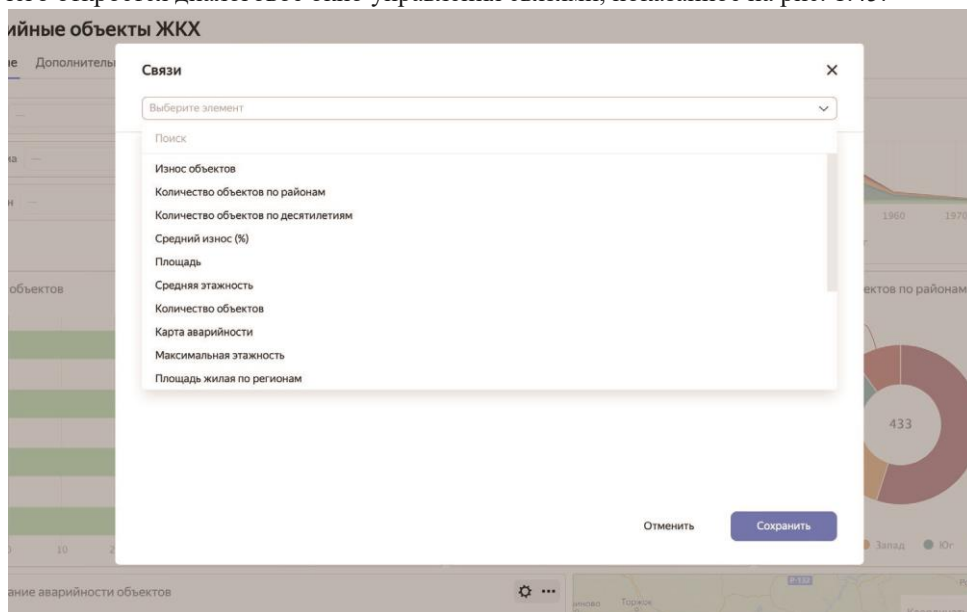 ийные объекты ЖКХ
Связи
Выберите элемент
Поиск
Износ объектов
Количество объектов по районам
Количество объектов по десятилетиям
Средний износ (%)
Площадь
Средняя этажность
Количество объектов
Карта аварийности
Максимальная этажность
Площадь жилая по регионам
Отменить
Сохранить
1960
1970
объектов
ектов по районам
433
10
Запад
Юг
ание аварийности объектов
Р-132
Торжок